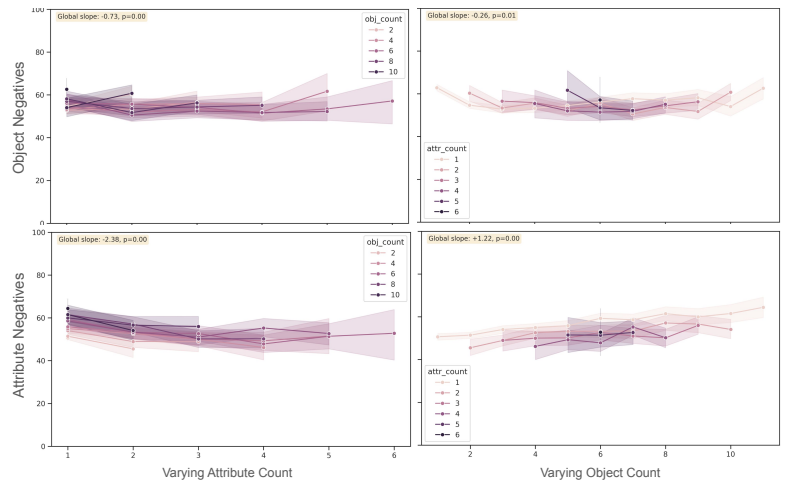 Global slope: -0.73, p=0.00
obj_count
2
4
6
8
10
100
80
60
40
20
0
Object Negatives
Global slope: -0.26, p=0.01
attr_count
1
2
3
4
5
6
Global slope: -2.38, p=0.00
obj_count
2
4
6
8
10
100
80
60
40
20
0
Attribute Negatives
1 2 3 4 5 6
Varying Attribute Count
Global slope: +1.22, p=0.00
attr_count
1
2
3
4
5
6
2 4 6 8 10
Varying Object Count